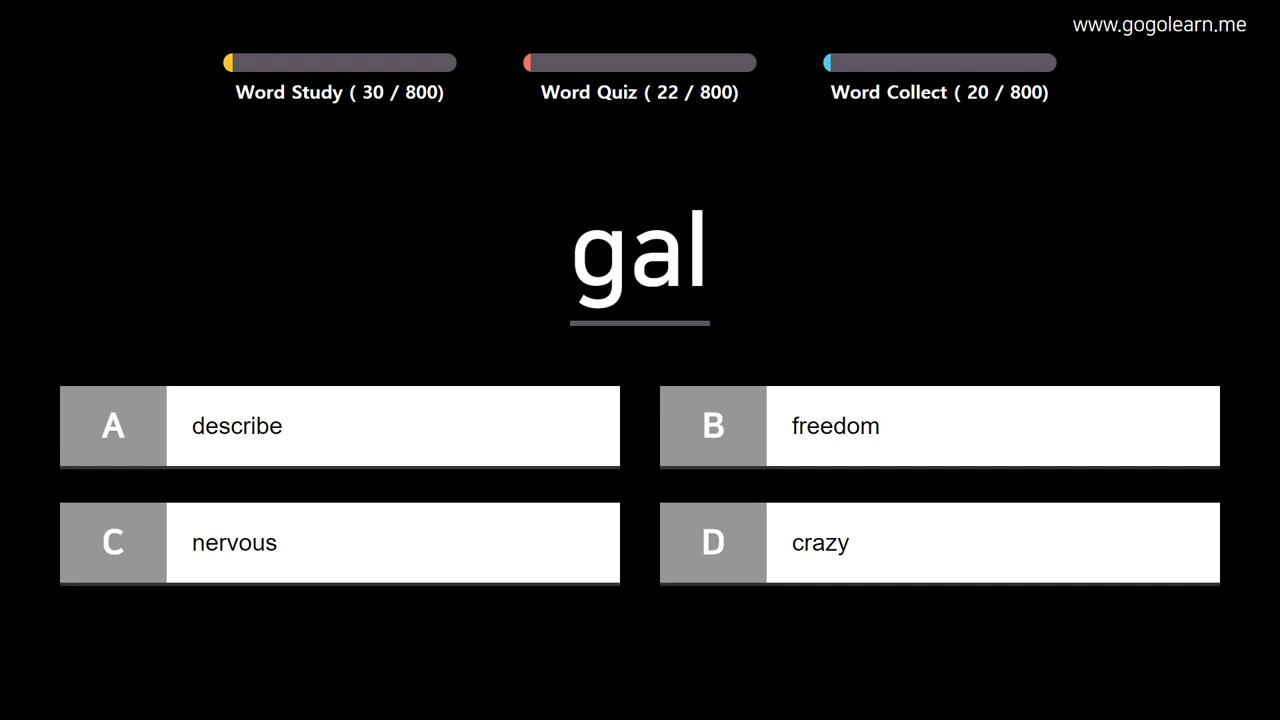 www.gogolearn.me
Word Study ( 30 / 800)
Word Quiz ( 22 / 800)
Word Collect ( 20 / 800)
gal
A describe
B freedom
C nervous
D crazy